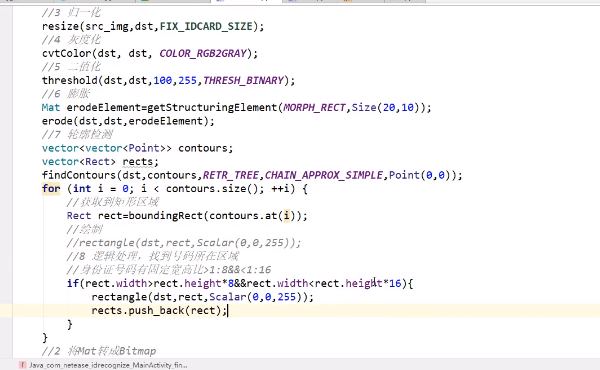 //3 归一化
resize(src_img,dst,FIX_IDCARD_SIZE);
//4 灰度化
cvtColor(dst, dst, COLOR_RGB2GRAY);
//5 二值化
threshold(dst,dst,100,255,THRESH_BINARY);
//6 膨胀
Mat erodeElement=getStructuringElement(MORPH_RECT,Size(20,10));
erode(dst,dst,erodeElement);
//7 轮廓检测
vector<vector<Point>> contours;
vector<Rect> rects;
findContours(dst,contours,RETR_TREE,CHAIN_APPROX_SIMPLE,Point(0,0));
for (int i = 0; i < contours.size(); ++i) {
//获取到矩形区域
Rect rect=boundingRect(contours.at(i));
//绘制
//rectangle(dst,rect,Scalar(0,0,255));
//8 逻辑处理，找到号码所在区域
//身份证号码有固定宽高比>1:8&&<1:16
if(rect.width>rect.height*8&&rect.width<rect.height*16){
rectangle(dst,rect,Scalar(0,0,255));
rects.push_back(rect);
}
}
//2 将Mat转成Bitmap
f Java_com_netease_idrecognize_MainActivity_fin...